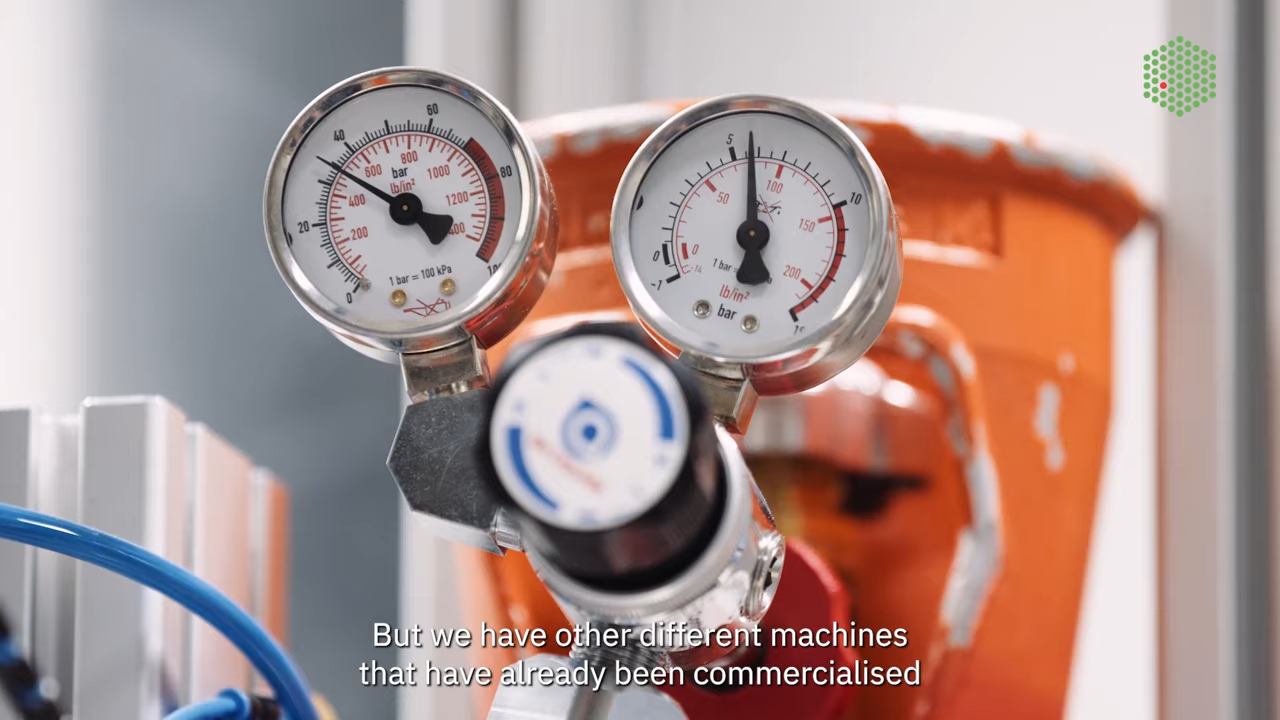 60
40
80
20
0
800
600
1000
400
1200
200
bar
lb/in²
1 bar = 100 kPa
5
10
0
-1
100
50
150
0
200
-14
1 bar
lb/in²
bar
But we have other different machines
that have already been commercialised